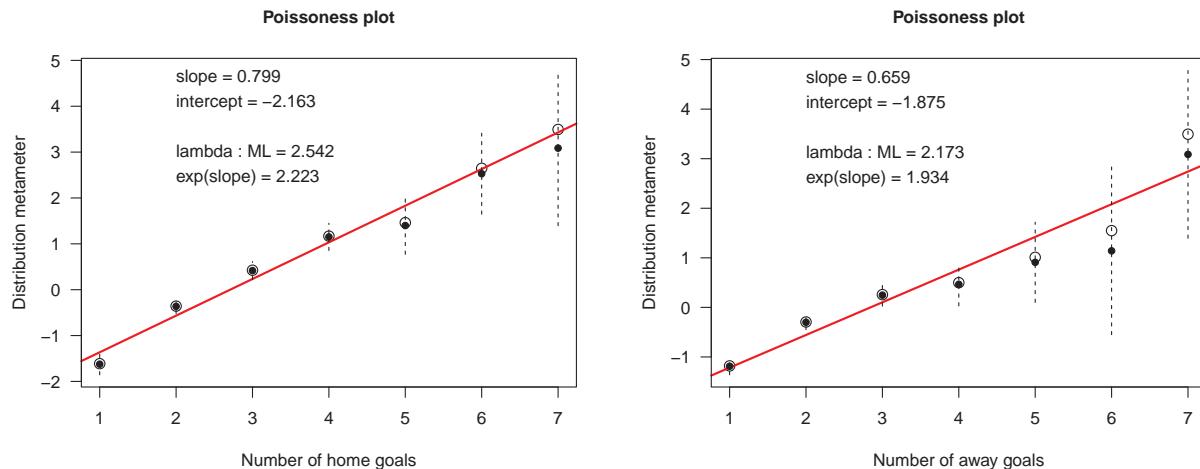 Poissoness plot
slope = 0.799
intercept = −2.163
lambda : ML = 2.542
exp(slope) = 2.223
Distribution metameter
5
4
3
2
1
0
−1
−2
1 2 3 4 5 6 7
Number of home goals
Poissoness plot
slope = 0.659
intercept = −1.875
lambda : ML = 2.173
exp(slope) = 1.934
Distribution metameter
5
4
3
2
1
0
−1
1 2 3 4 5 6 7
Number of away goals